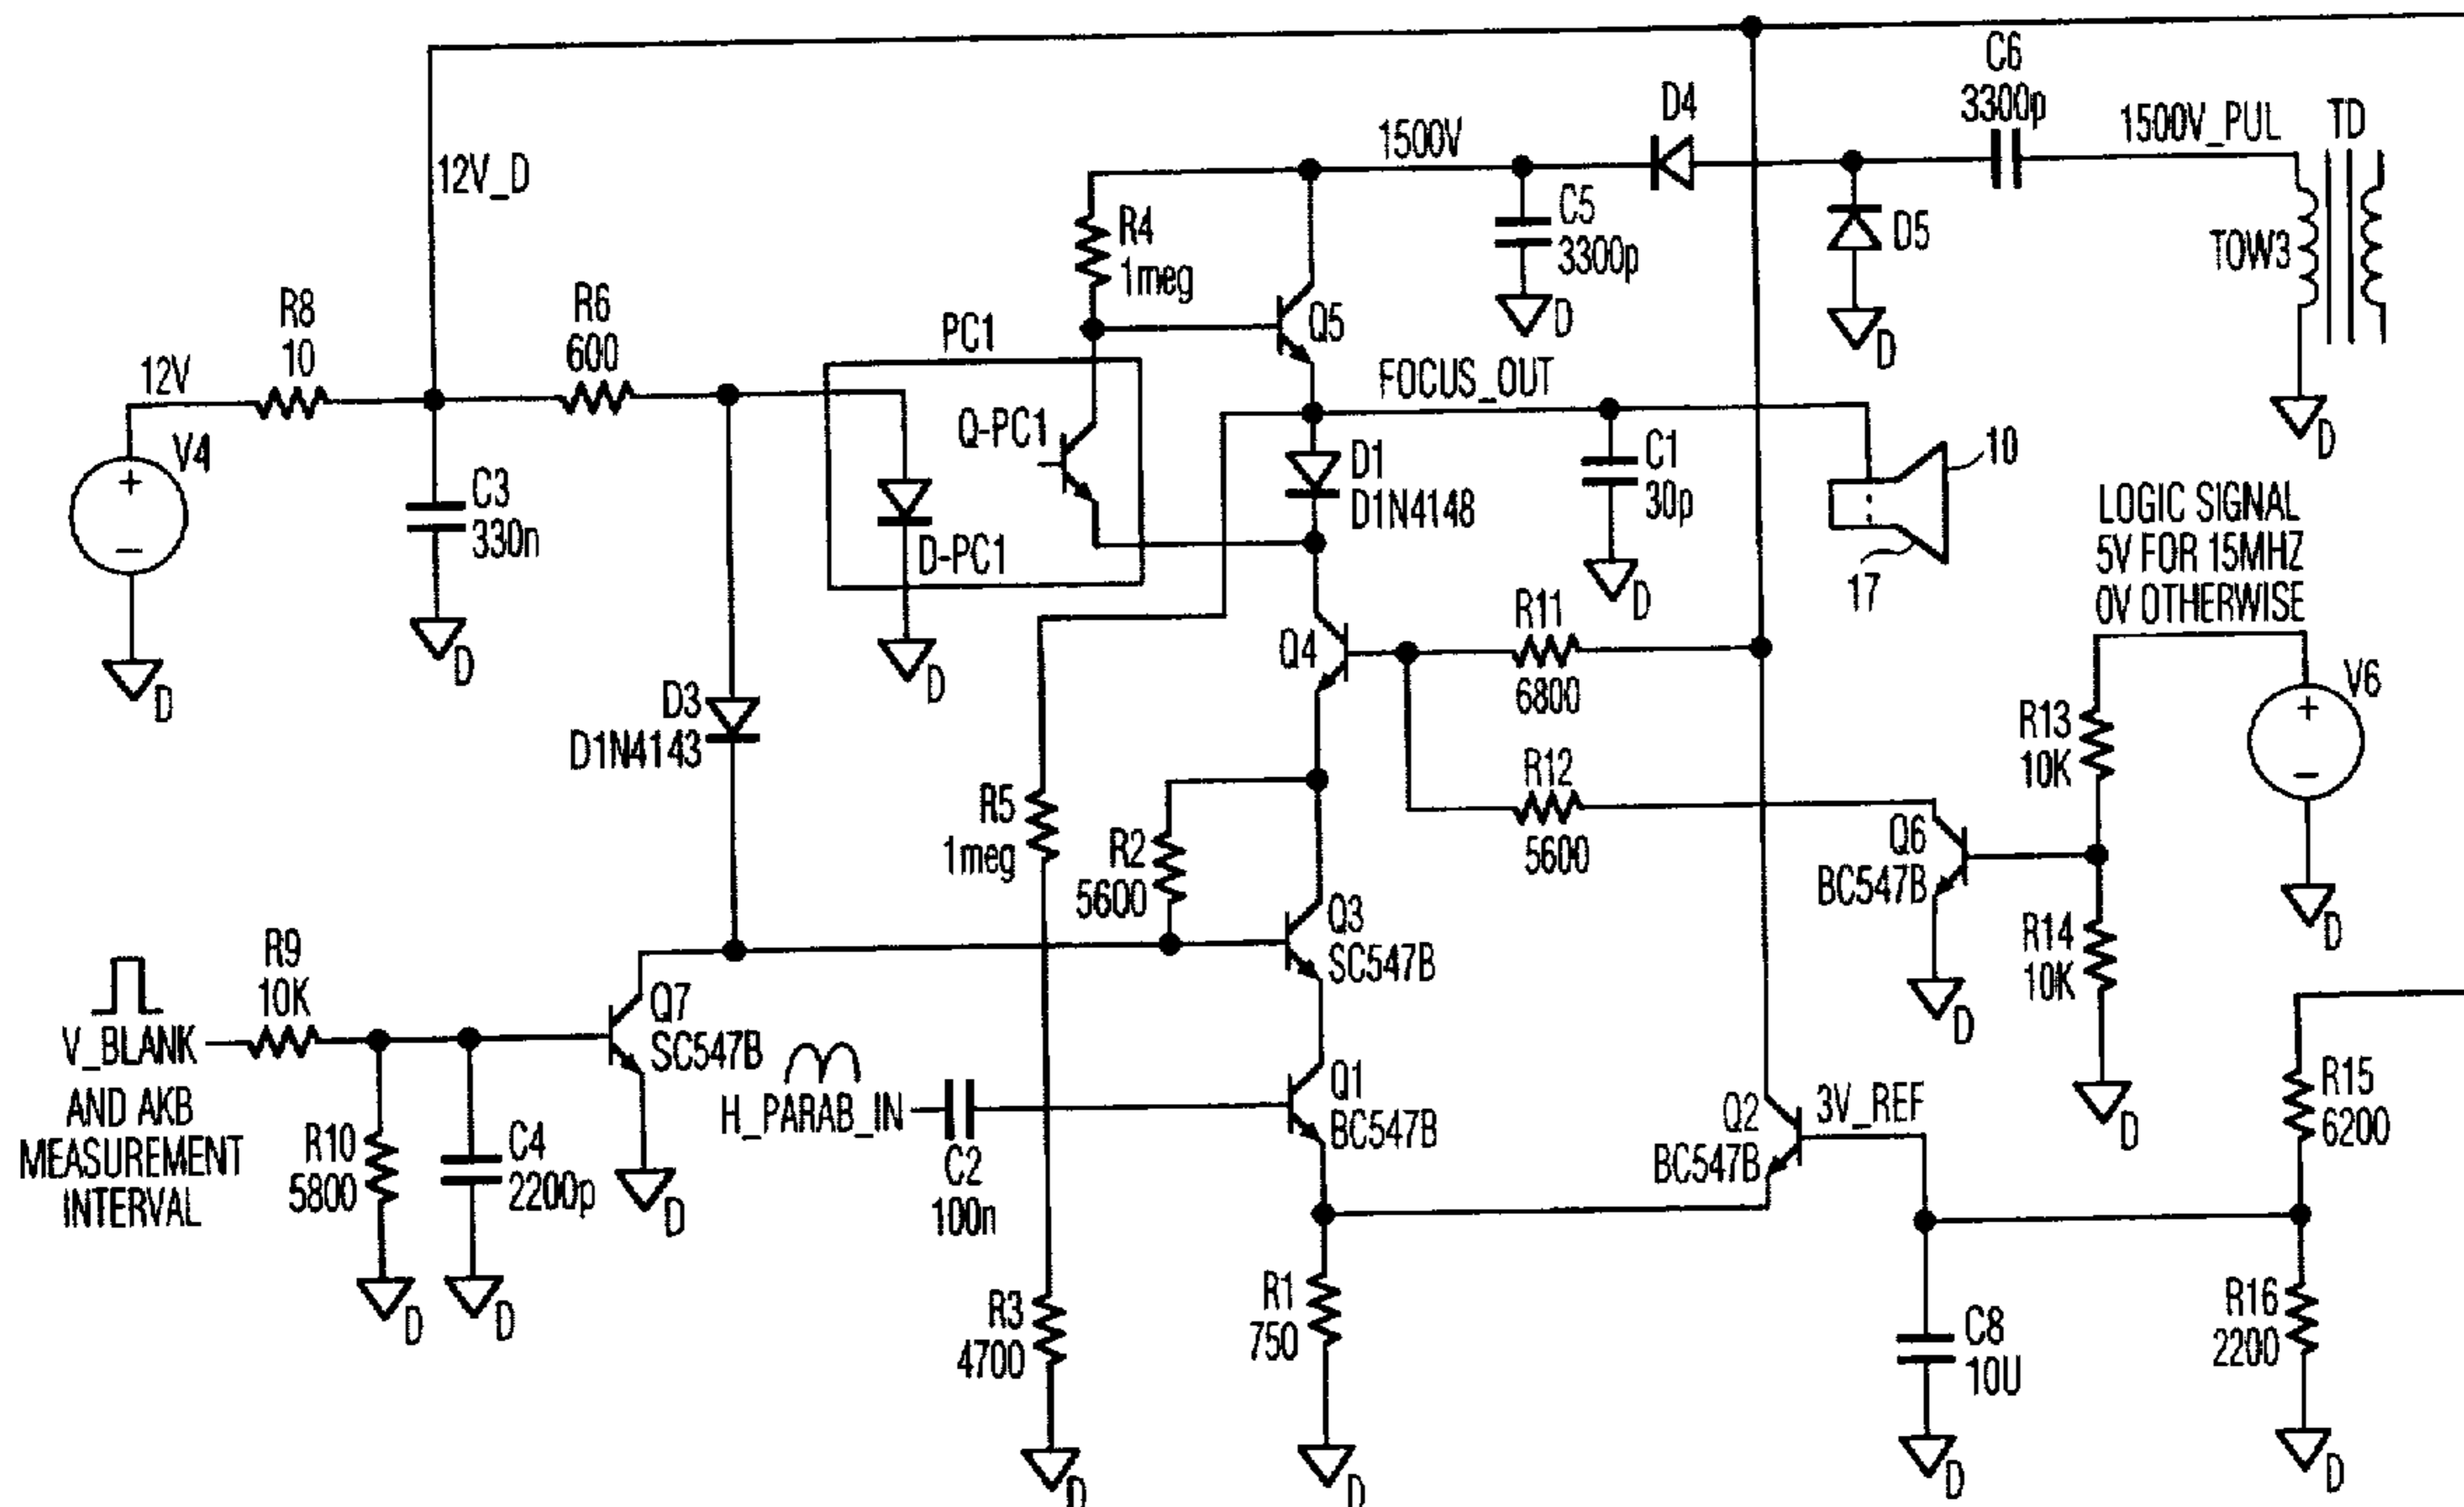 C6
3300p
D4
1500V_PUL
TD
1500V
12V_D
R4
1meg
C5
3300p
D5
TOW3
D
D
D
R8
10
R6
600
PC1
Q5
12V
FOCUS_OUT
V4
Q-PC1
D1
D1N4148
C1
30p
10
C3
330n
D-PC1
17
LOGIC SIGNAL
5V FOR 15MHZ
0V OTHERWISE
D
D
D
D
Q4
R11
6800
V6
D3
D1N4143
R13
10K
R5
1meg
R2
5600
R12
5600
Q6
BC547B
D
R9
10K
Q3
SC547B
R14
10K
D
Q7
SC547B
V_BLANK
AND AKB
MEASUREMENT
INTERVAL
H_PARAB_IN
C2
100n
Q1
BC547B
Q2
BC547B
3V_REF
D
R15
6200
R10
5800
C4
2200p
D
D
D
R3
4700
R1
750
C8
10U
R16
2200
D
D
D
D